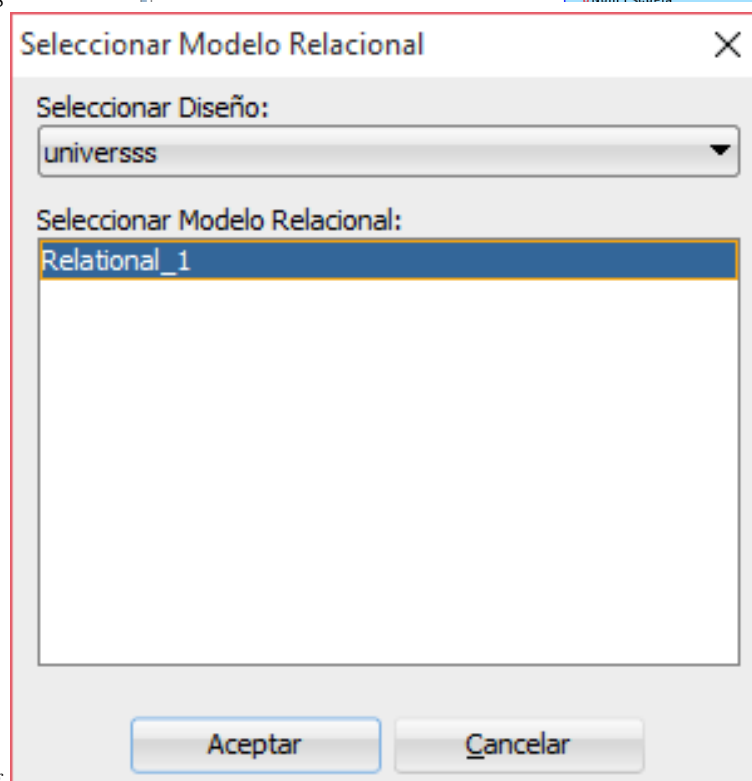 Seleccionar Modelo Relacional
Seleccionar Diseño:
universss
Seleccionar Modelo Relacional:
Relational_1
Aceptar
Cancelar